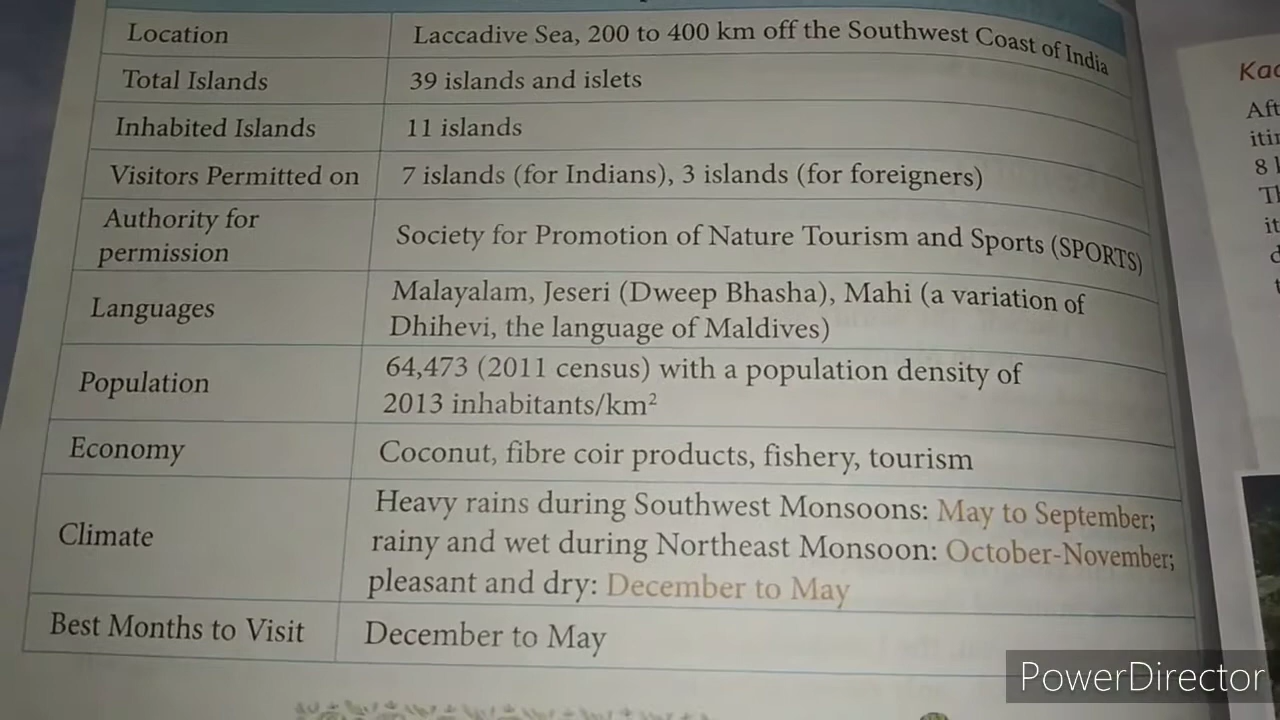 Location
Laccadive Sea, 200 to 400 km off the Southwest Coast of India
Total Islands
39 islands and islets
Inhabited Islands
11 islands
Visitors Permitted on
7 islands (for Indians), 3 islands (for foreigners)
Authority for
permission
Society for Promotion of Nature Tourism and Sports (SPORTS)
Languages
Malayalam, Jeseri (Dweep Bhasha), Mahi (a variation of
Dhihevi, the language of Maldives)
Population
64,473 (2011 census) with a population density of
2013 inhabitants/km²
Economy
Coconut, fibre coir products, fishery, tourism
Climate
Heavy rains during Southwest Monsoons: May to September;
rainy and wet during Northeast Monsoon: October-November;
pleasant and dry: December to May
Best Months to Visit
December to May
PowerDirector